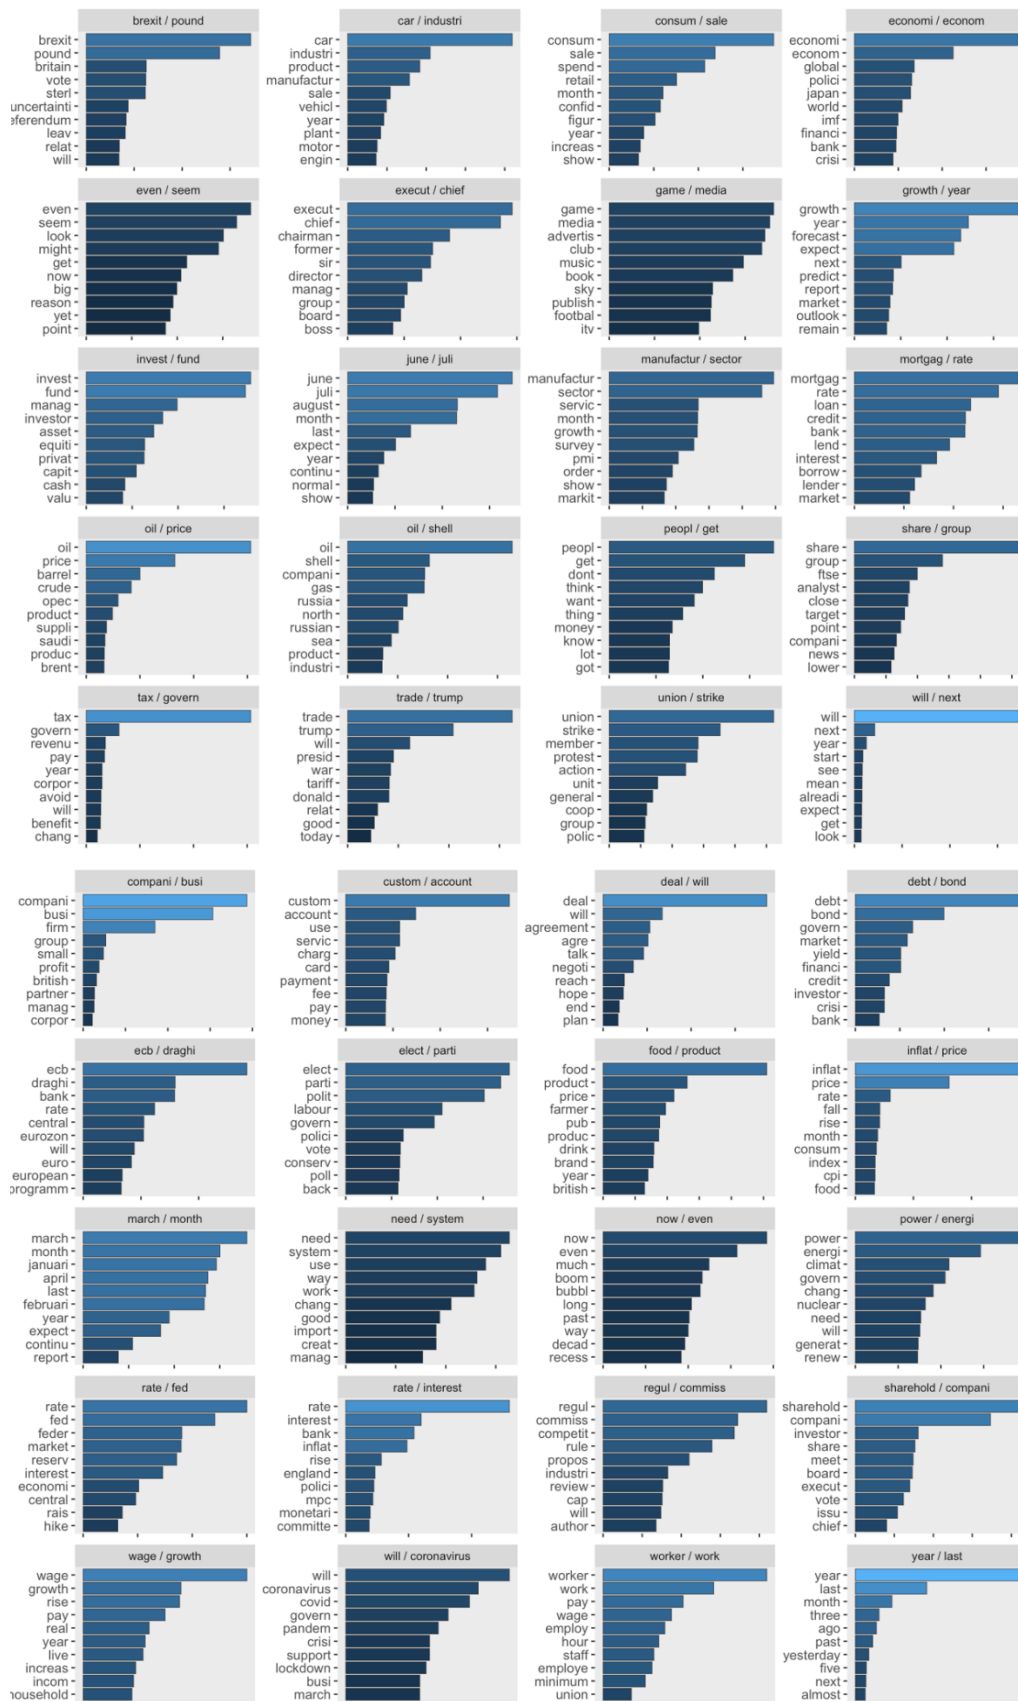 brexit / pound
brexit
pound
britain
vote
sterl
uncertainti
eferendum
leav
relat
will
car / industri
car
industri
product
manufactur
sale
vehicl
year
plant
motor
engin
consum / sale
consum
sale
spend
retail
month
confid
figur
year
increas
show
economi / econom
economi
econom
global
polici
japan
world
imf
financi
bank
crisi
even / seem
even
seem
look
might
get
now
big
reason
yet
point
execut / chief
execut
chief
chairman
former
sir
director
manag
group
board
boss
game / media
game
media
advertis
club
music
book
sky
publish
footbal
itv
growth / year
growth
year
forecast
expect
next
predict
report
market
outlook
remain
invest / fund
invest
fund
manag
investor
asset
equiti
privat
capit
cash
valu
june / juli
june
juli
august
month
last
expect
year
continu
normal
show
manufactur / sector
manufactur
sector
servic
month
growth
survey
pmi
order
show
markit
mortgag / rate
mortgag
rate
loan
credit
bank
lend
interest
borrow
lender
market
oil / price
oil
price
barrel
crude
opec
product
suppli
saudi
produc
brent
oil / shell
oil
shell
compani
gas
russia
north
russian
sea
product
industri
peopl / get
peopl
get
dont
think
want
thing
money
know
lot
got
share / group
share
group
ftse
analyst
close
target
point
compani
news
lower
tax / govern
tax
govern
revenu
pay
year
corpor
avoid
will
benefit
chang
trade / trump
trade
trump
will
presid
war
tariff
donald
relat
good
today
union / strike
union
strike
member
protest
action
unit
general
coop
group
polic
will / next
will
next
year
start
see
mean
alreadi
expect
get
look
compani / busi
compani
busi
firm
group
small
profit
british
partner
manag
corpor
custom / account
custom
account
use
servic
charg
card
payment
fee
pay
money
deal / will
deal
will
agreement
agre
talk
negoti
reach
hope
end
plan
debt / bond
debt
bond
govern
market
yield
financi
credit
investor
crisi
bank
ecb / draghi
ecb
draghi
bank
rate
central
eurozon
will
euro
european
programm
elect / parti
elect
parti
polit
labour
govern
polici
vote
conserv
poll
back
food / product
food
product
price
farmer
pub
produc
drink
brand
year
british
inflat / price
inflat
price
rate
fall
rise
month
consum
index
cpi
food
march / month
march
month
januari
april
last
februari
year
expect
continu
report
need / system
need
system
use
way
work
chang
good
import
creat
manag
now / even
now
even
much
boom
bubbl
long
past
way
decad
recess
power / energi
power
energi
climat
govern
chang
nuclear
need
will
generat
renew
rate / fed
rate
fed
feder
market
reserv
interest
economi
central
rais
hike
rate / interest
rate
interest
bank
inflat
rise
england
polici
mpc
monetari
committe
regul / commiss
regul
commiss
competit
rule
propos
industri
review
cap
will
author
sharehold / compani
sharehold
compani
investor
share
meet
board
execut
vote
issu
chief
wage / growth
wage
growth
rise
pay
real
year
live
increas
incom
household
will / coronavirus
will
coronavirus
covid
govern
pandem
crisi
support
lockdown
busi
march
worker / work
worker
work
pay
wage
employ
hour
staff
employe
minimum
union
year / last
year
last
month
three
ago
past
yesterday
five
next
almost